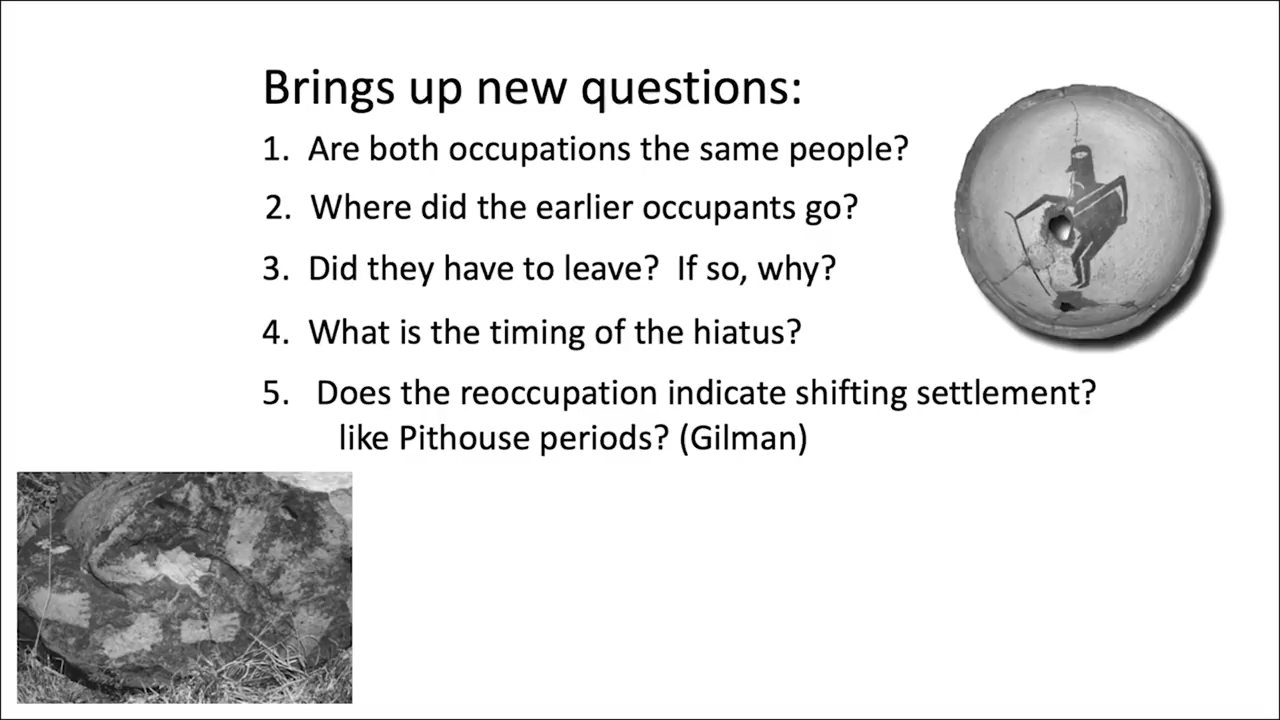 Brings up new questions:
1. Are both occupations the same people?
2. Where did the earlier occupants go?
3. Did they have to leave? If so, why?
4. What is the timing of the hiatus?
5. Does the reoccupation indicate shifting settlement?
like Pithouse periods? (Gilman)